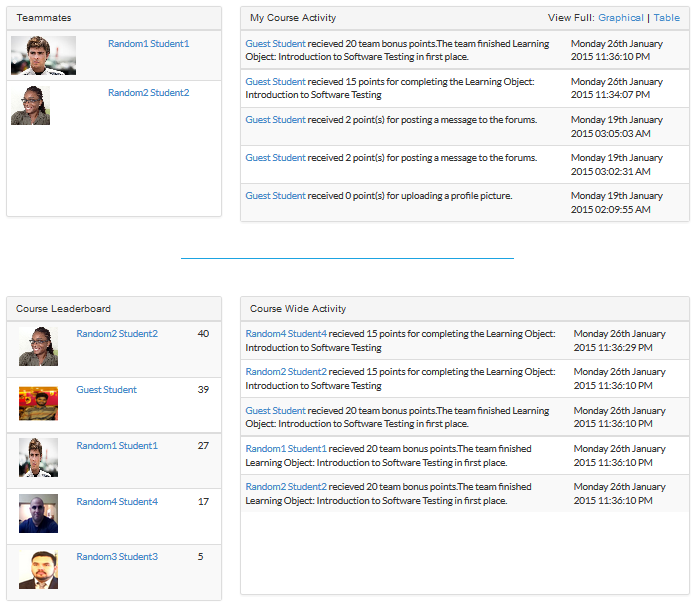 Teammates
Random1 Student1
Random2 Student2
My Course Activity
View Full: Graphical | Table
Guest Student recieved 20 team bonus points.The team finished Learning
Object: Introduction to Software Testing in first place.
Monday 26th January
2015 11:36:10 PM
Guest Student recieved 15 points for completing the Learning Object:
Introduction to Software Testing
Monday 26th January
2015 11:34:07 PM
Guest Student received 2 point(s) for posting a message to the forums.
Monday 19th January
2015 03:05:03 AM
Guest Student received 2 point(s) for posting a message to the forums.
Monday 19th January
2015 03:02:31 AM
Guest Student received 0 point(s) for uploading a profile picture.
Monday 19th January
2015 02:09:55 AM
Course Leaderboard
Random2 Student2 40
Guest Student 39
Random1 Student1 27
Random4 Student4 17
Random3 Student3 5
Course Wide Activity
Random4 Student4 recieved 15 points for completing the Learning Object:
Introduction to Software Testing
Monday 26th January
2015 11:36:29 PM
Random2 Student2 recieved 15 points for completing the Learning Object:
Introduction to Software Testing
Monday 26th January
2015 11:36:10 PM
Guest Student recieved 20 team bonus points.The team finished Learning
Object: Introduction to Software Testing in first place.
Monday 26th January
2015 11:36:10 PM
Random1 Student1 recieved 20 team bonus points.The team finished
Learning Object: Introduction to Software Testing in first place.
Monday 26th January
2015 11:36:10 PM
Random2 Student2 recieved 20 team bonus points.The team finished
Learning Object: Introduction to Software Testing in first place.
Monday 26th January
2015 11:36:10 PM